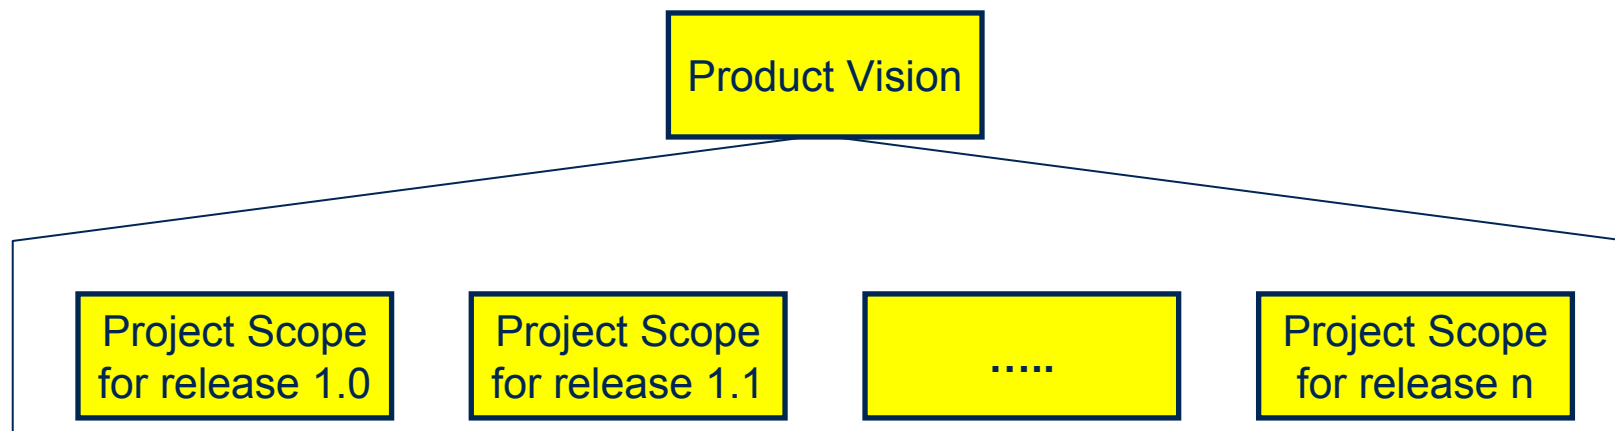 Product Vision
Project Scope
for release 1.0
Project Scope
for release 1.1
.....
Project Scope
for release n